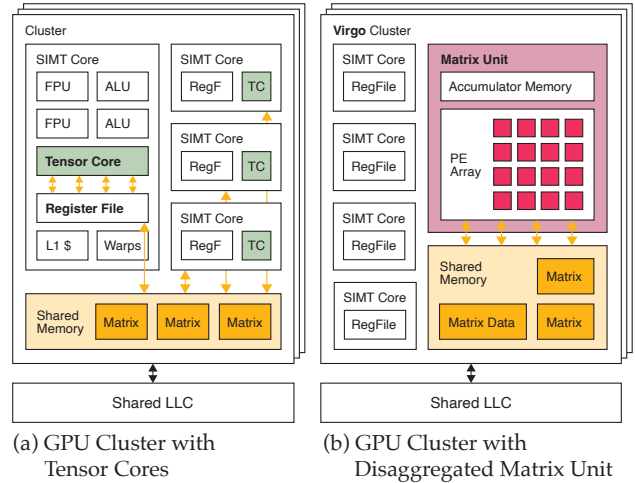 Cluster
SIMT Core
FPU
ALU
FPU
ALU
Tensor Core
Register File
L1 $
Warps
SIMT Core
RegF
TC
SIMT Core
RegF
TC
SIMT Core
RegF
TC
Shared
Memory
Matrix
Matrix
Matrix
Shared LLC
(a) GPU Cluster with
Tensor Cores
Virgo Cluster
SIMT Core
RegFile
SIMT Core
RegFile
SIMT Core
RegFile
SIMT Core
RegFile
Matrix Unit
Accumulator Memory
PE
Array
Shared
Memory
Matrix
Matrix Data
Matrix
Shared LLC
(b) GPU Cluster with
Disaggregated Matrix Unit